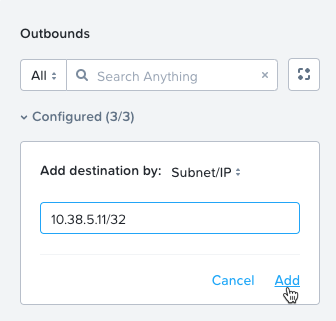 Outbounds
All Search Anything ×
Configured (3/3)
Add destination by: Subnet/IP
10.38.5.11/32
Cancel Add